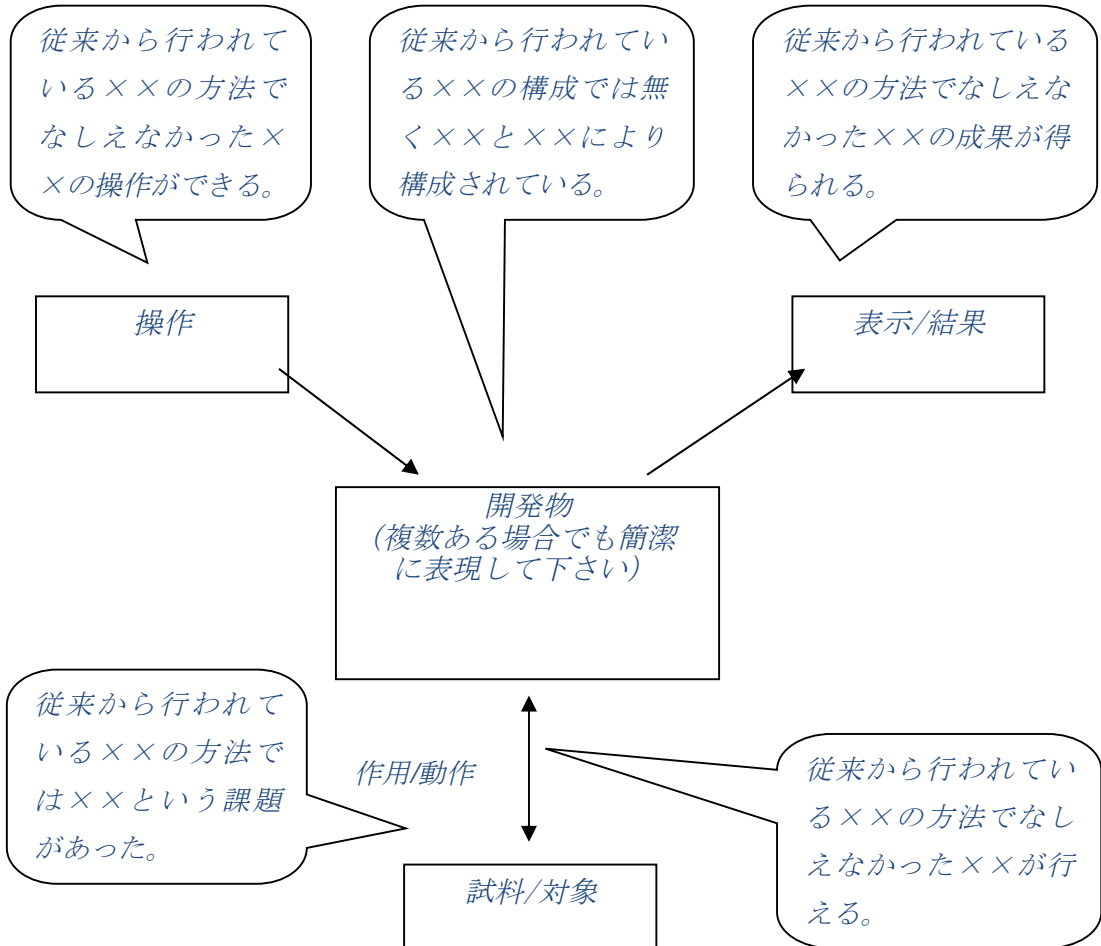 従来から行われて
いる××の方法で
なしえなかった×
×の操作ができる。
従来から行われてい
る××の構成では無
く××と××により
構成されている。
従来から行われている
××の方法でなしえな
かった××の成果が得
られる。
操作
表示/結果
開発物
（複数ある場合でも簡潔
に表現して下さい）
従来から行われて
いる××の方法で
は××という課題
があった。
作用/動作
従来から行われてい
る××の方法でなし
えなかった××が行
える。
試料/対象